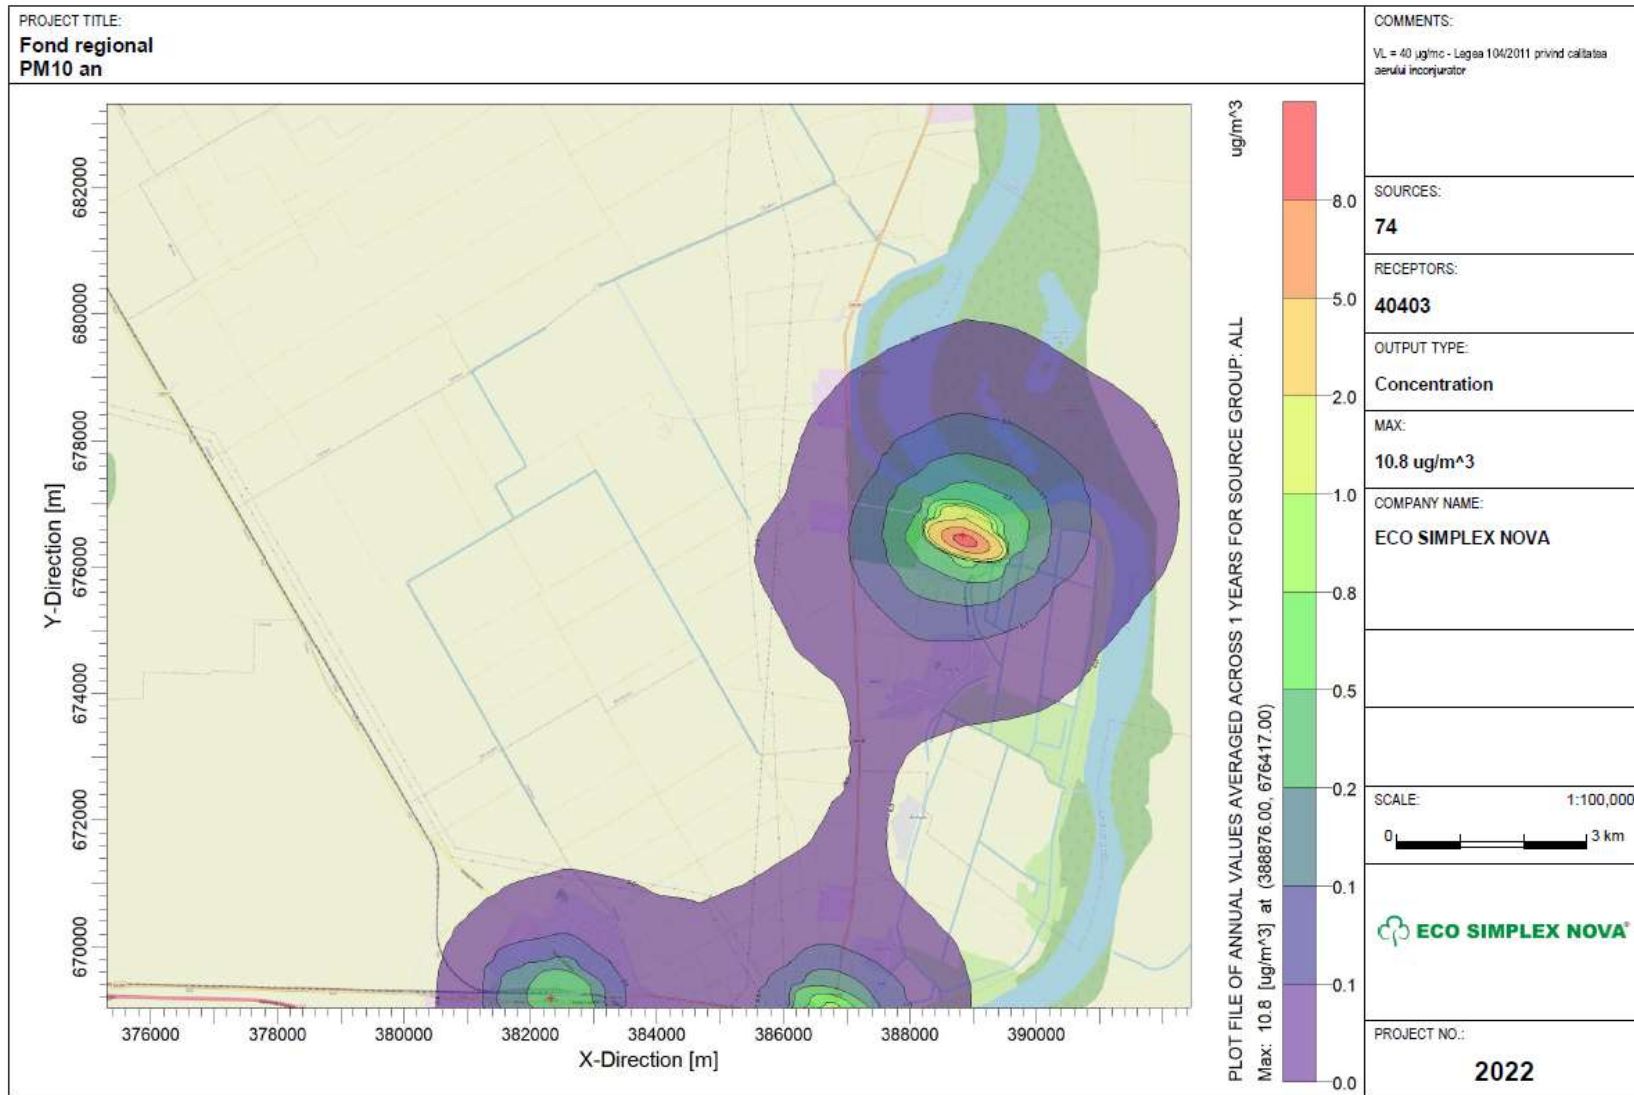 PROJECT TITLE:
Fond regional
PM10 an
COMMENTS:
VL = 40 µg/mc - Legea 104/2011 privind calitatea
aerului inconjurator
SOURCES:
74
RECEPTORS:
40403
OUTPUT TYPE:
Concentration
MAX:
10.8 ug/m^3
COMPANY NAME:
ECO SIMPLEX NOVA
SCALE:
1:100,000
0
3 km
ECO SIMPLEX NOVA®
PROJECT NO.:
2022
Y-Direction [m]
682000
680000
678000
676000
674000
672000
670000
376000
378000
380000
382000
384000
386000
388000
390000
X-Direction [m]
PLOT FILE OF ANNUAL VALUES AVERAGED ACROSS 1 YEARS FOR SOURCE GROUP: ALL
ug/m^3
Max: 10.8 [ug/m^3] at (388876.00, 676417.00)
8.0
5.0
2.0
1.0
0.8
0.5
0.2
0.1
0.1
0.0